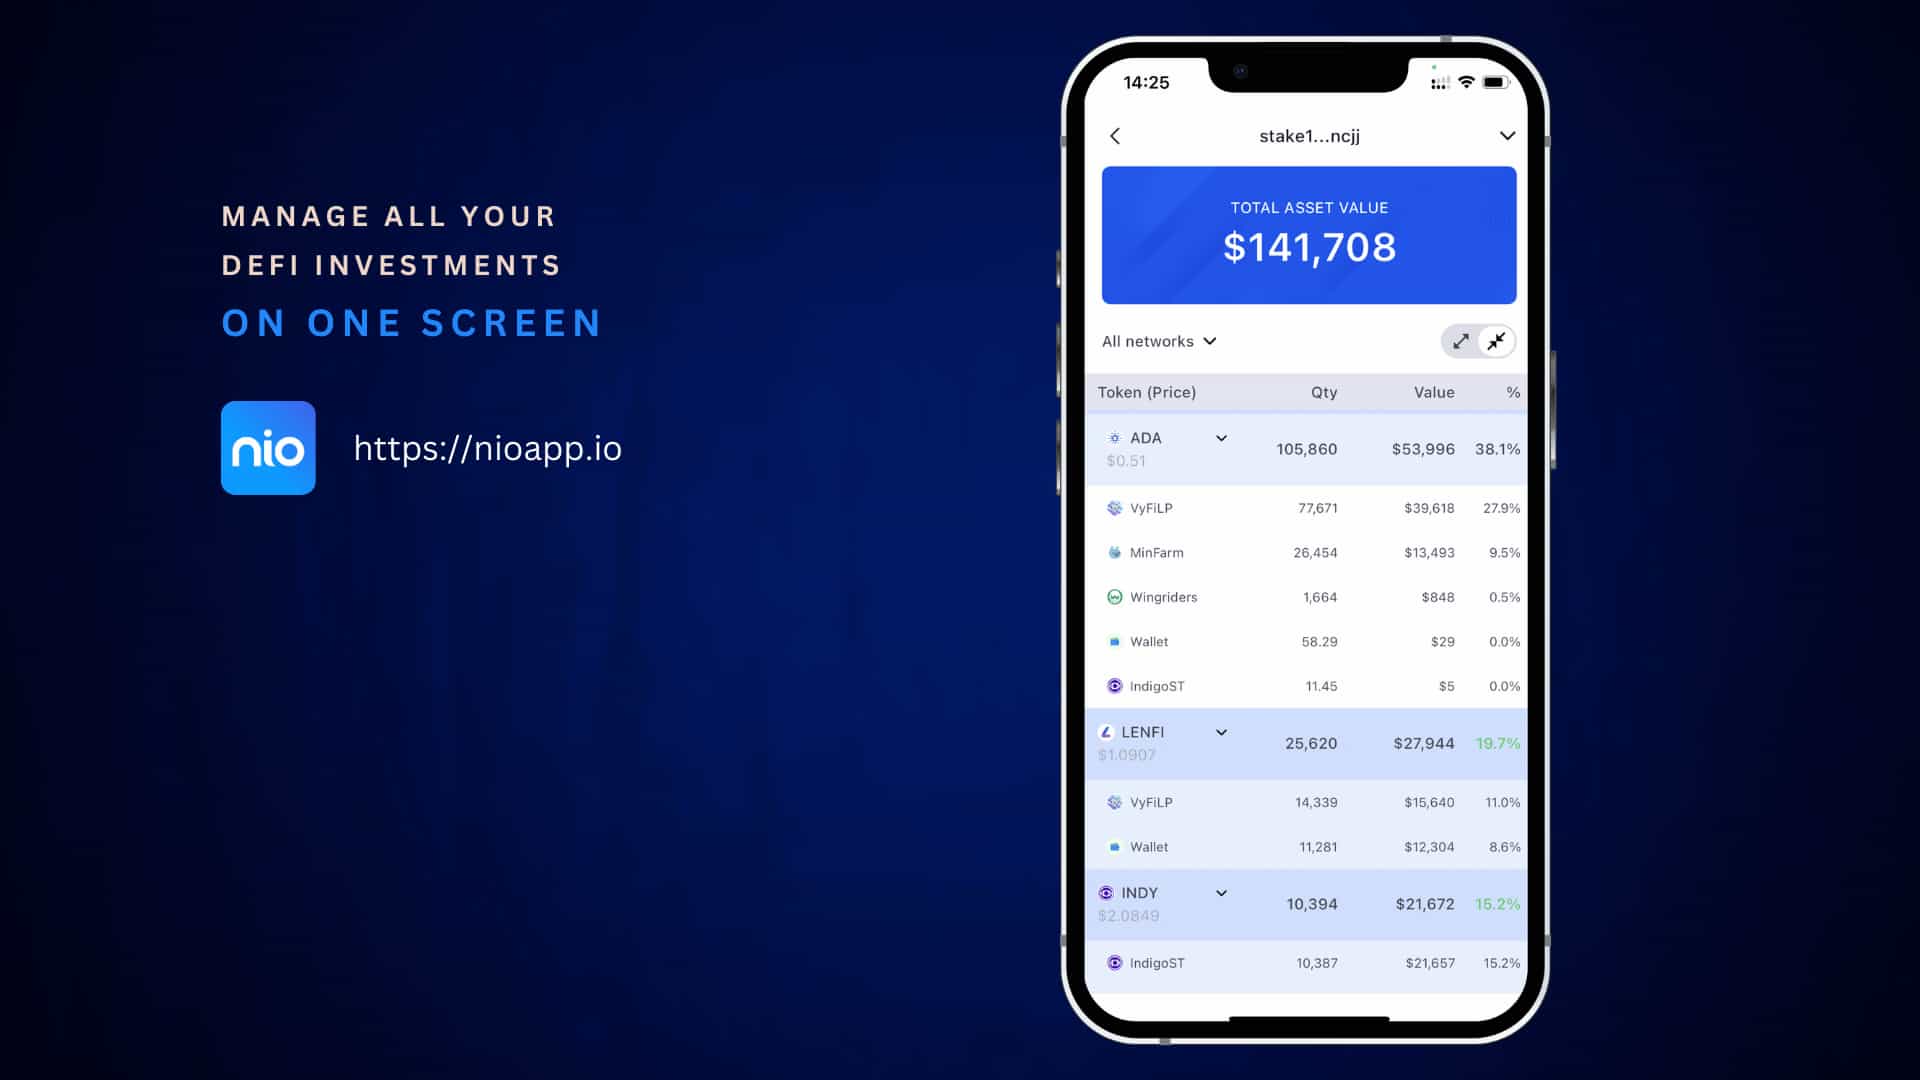 MANAGE ALL YOUR
DEFI INVESTMENTS
ON ONE SCREEN
nio
https://nioapp.io
14:25
stake1...ncjj
TOTAL ASSET VALUE
$141,708
All networks
Token (Price) Qty Value %
ADA 105,860 $53,996 38.1%
$0.51
VyFiLP 77,671 $39,618 27.9%
MinFarm 26,454 $13,493 9.5%
Wingriders 1,664 $848 0.5%
Wallet 58.29 $29 0.0%
IndigoST 11.45 $5 0.0%
LENFI 25,620 $27,944 19.7%
$1.0907
VyFiLP 14,339 $15,640 11.0%
Wallet 11,281 $12,304 8.6%
INDY 10,394 $21,672 15.2%
$2.0849
IndigoST 10,387 $21,657 15.2%